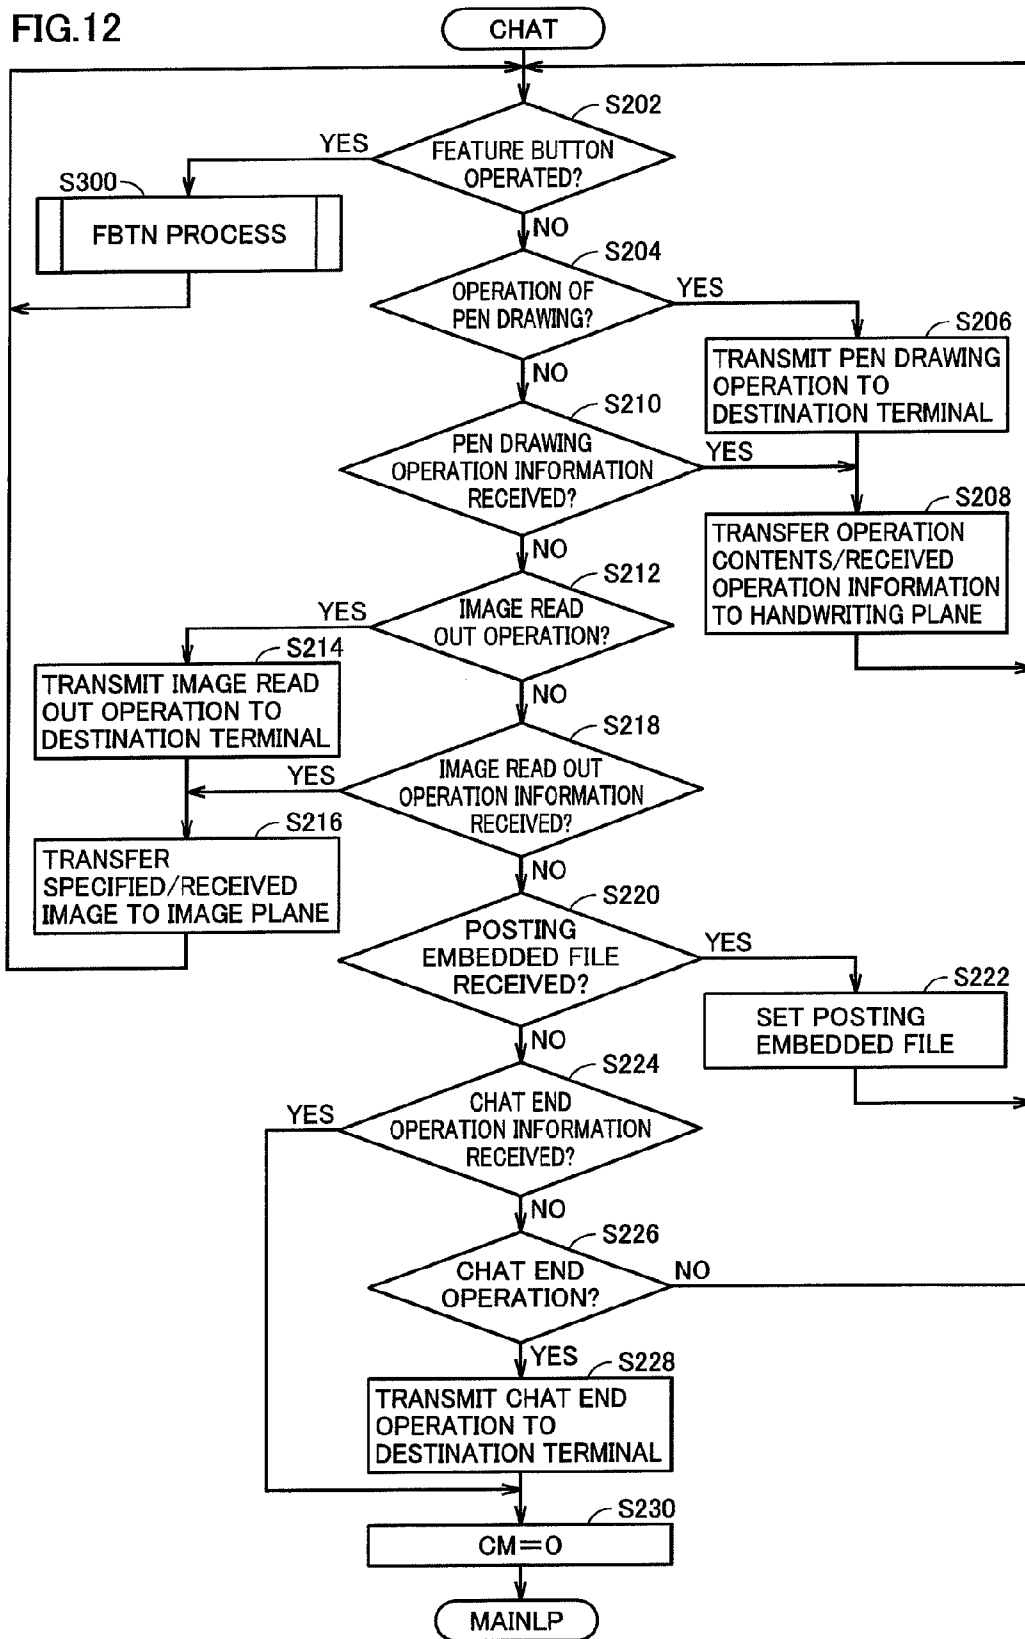 FIG.12
CHAT
S202
YES
FEATURE BUTTON
OPERATED?
S300
FBTN PROCESS
NO
S204
OPERATION OF
PEN DRAWING?
YES
S206
TRANSMIT PEN DRAWING
OPERATION TO
DESTINATION TERMINAL
NO
S210
PEN DRAWING
OPERATION INFORMATION
RECEIVED?
YES
S208
TRANSFER OPERATION
CONTENTS/RECEIVED
OPERATION INFORMATION
TO HANDWRITING PLANE
NO
S212
YES
IMAGE READ
OUT OPERATION?
S214
TRANSMIT IMAGE READ
OUT OPERATION TO
DESTINATION TERMINAL
NO
S218
YES
IMAGE READ OUT
OPERATION INFORMATION
RECEIVED?
S216
TRANSFER
SPECIFIED/RECEIVED
IMAGE TO IMAGE PLANE
NO
S220
POSTING
EMBEDDED FILE
RECEIVED?
YES
S222
SET POSTING
EMBEDDED FILE
NO
S224
YES
CHAT END
OPERATION INFORMATION
RECEIVED?
NO
S226
CHAT END
OPERATION?
NO
YES
S228
TRANSMIT CHAT END
OPERATION TO
DESTINATION TERMINAL
S230
CM=0
MAINLP